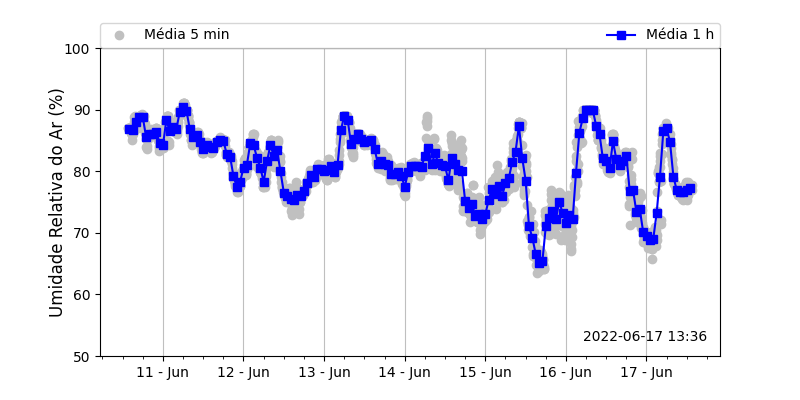 Média 5 min
Média 1 h
Umidade Relativa do Ar (%)
100
90
80
70
60
50
2022-06-17 13:36
11 - Jun
12 - Jun
13 - Jun
14 - Jun
15 - Jun
16 - Jun
17 - Jun